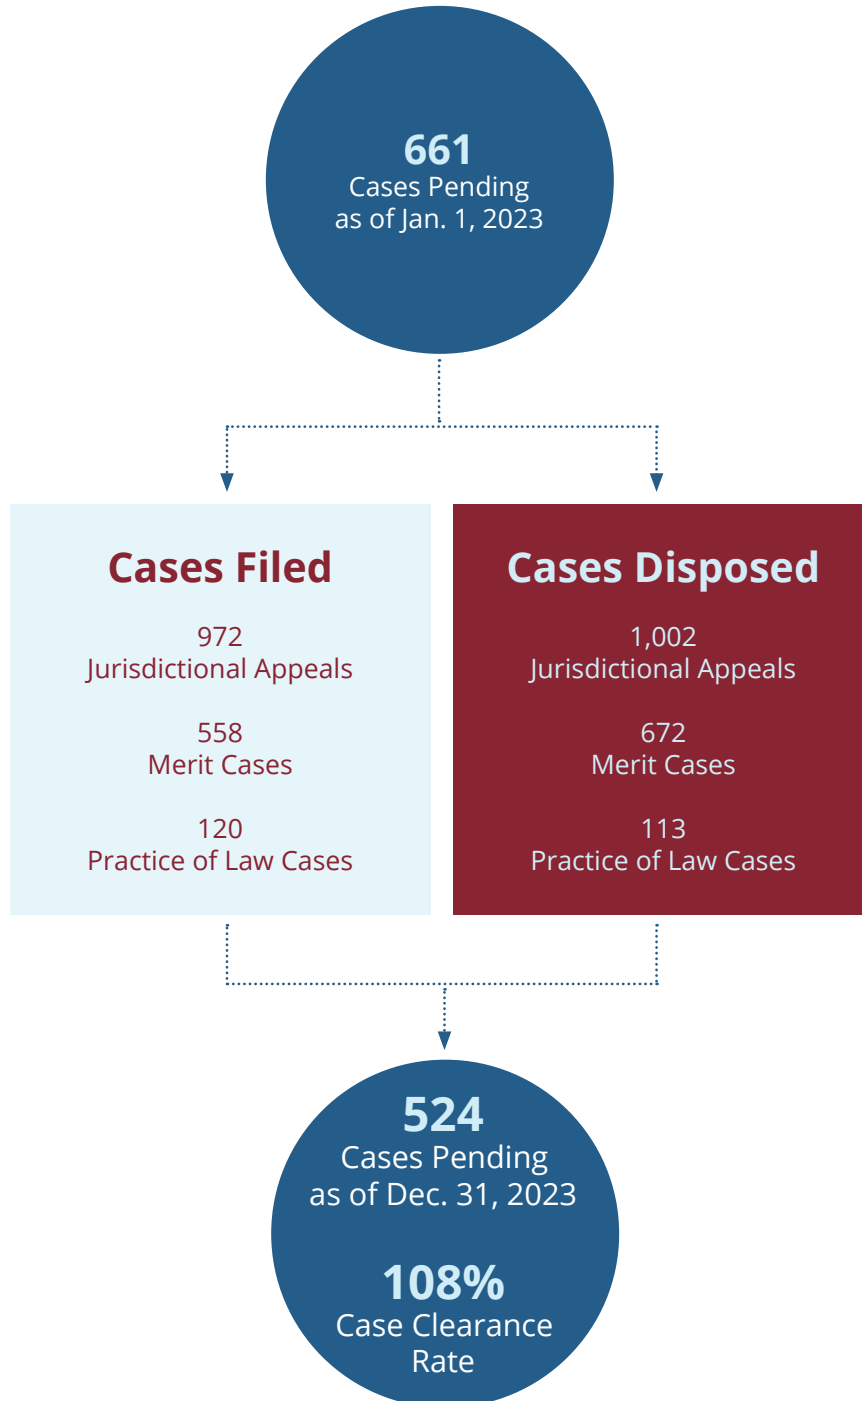 661
Cases Pending
as of Jan. 1, 2023
Cases Filed
972
Jurisdictional Appeals
558
Merit Cases
120
Practice of Law Cases
Cases Disposed
1,002
Jurisdictional Appeals
672
Merit Cases
113
Practice of Law Cases
524
Cases Pending
as of Dec. 31, 2023
108%
Case Clearance
Rate